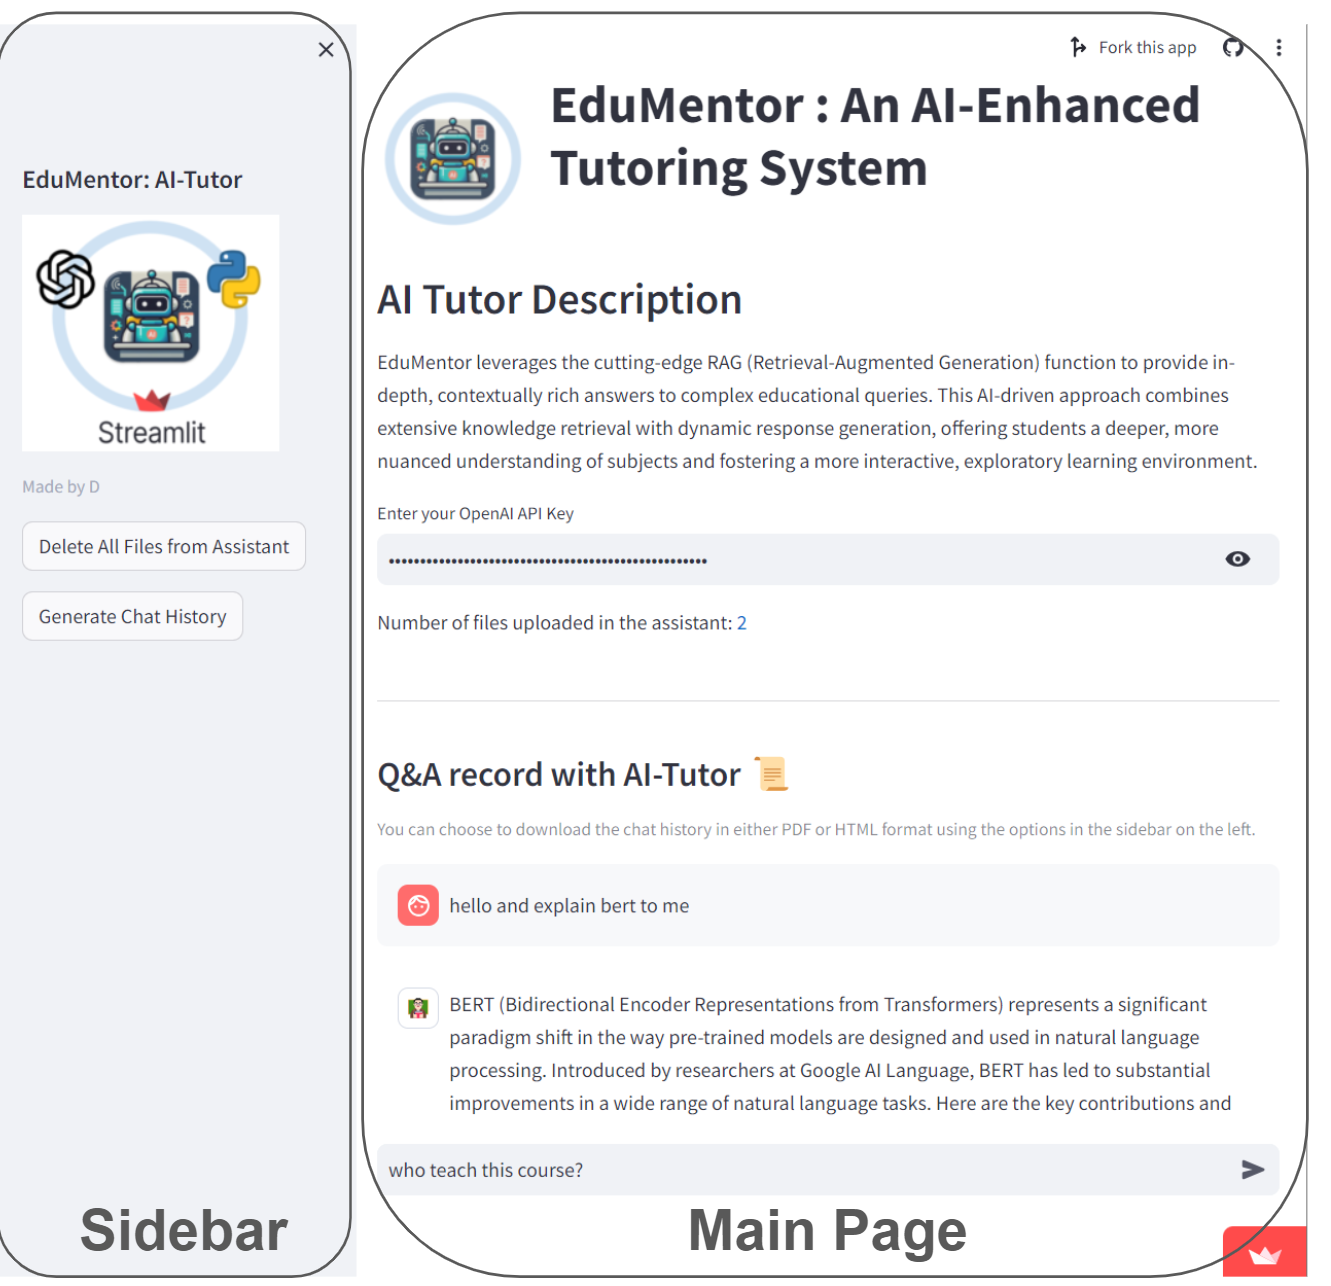 EduMentor: AI-Tutor
Streamlit
Made by D
Delete All Files from Assistant
Generate Chat History
Sidebar
Fork this app
EduMentor : An AI-Enhanced
Tutoring System
AI Tutor Description
EduMentor leverages the cutting-edge RAG (Retrieval-Augmented Generation) function to provide in-
depth, contextually rich answers to complex educational queries. This AI-driven approach combines
extensive knowledge retrieval with dynamic response generation, offering students a deeper, more
nuanced understanding of subjects and fostering a more interactive, exploratory learning environment.
Enter your OpenAI API Key
••••••••••••••••••••••••••••••••••••••••••••••••••• 
Number of files uploaded in the assistant: 2
Q&A record with AI-Tutor 📜
You can choose to download the chat history in either PDF or HTML format using the options in the sidebar on the left.
hello and explain bert to me
BERT (Bidirectional Encoder Representations from Transformers) represents a significant
paradigm shift in the way pre-trained models are designed and used in natural language
processing. Introduced by researchers at Google AI Language, BERT has led to substantial
improvements in a wide range of natural language tasks. Here are the key contributions and
who teach this course?
Main Page